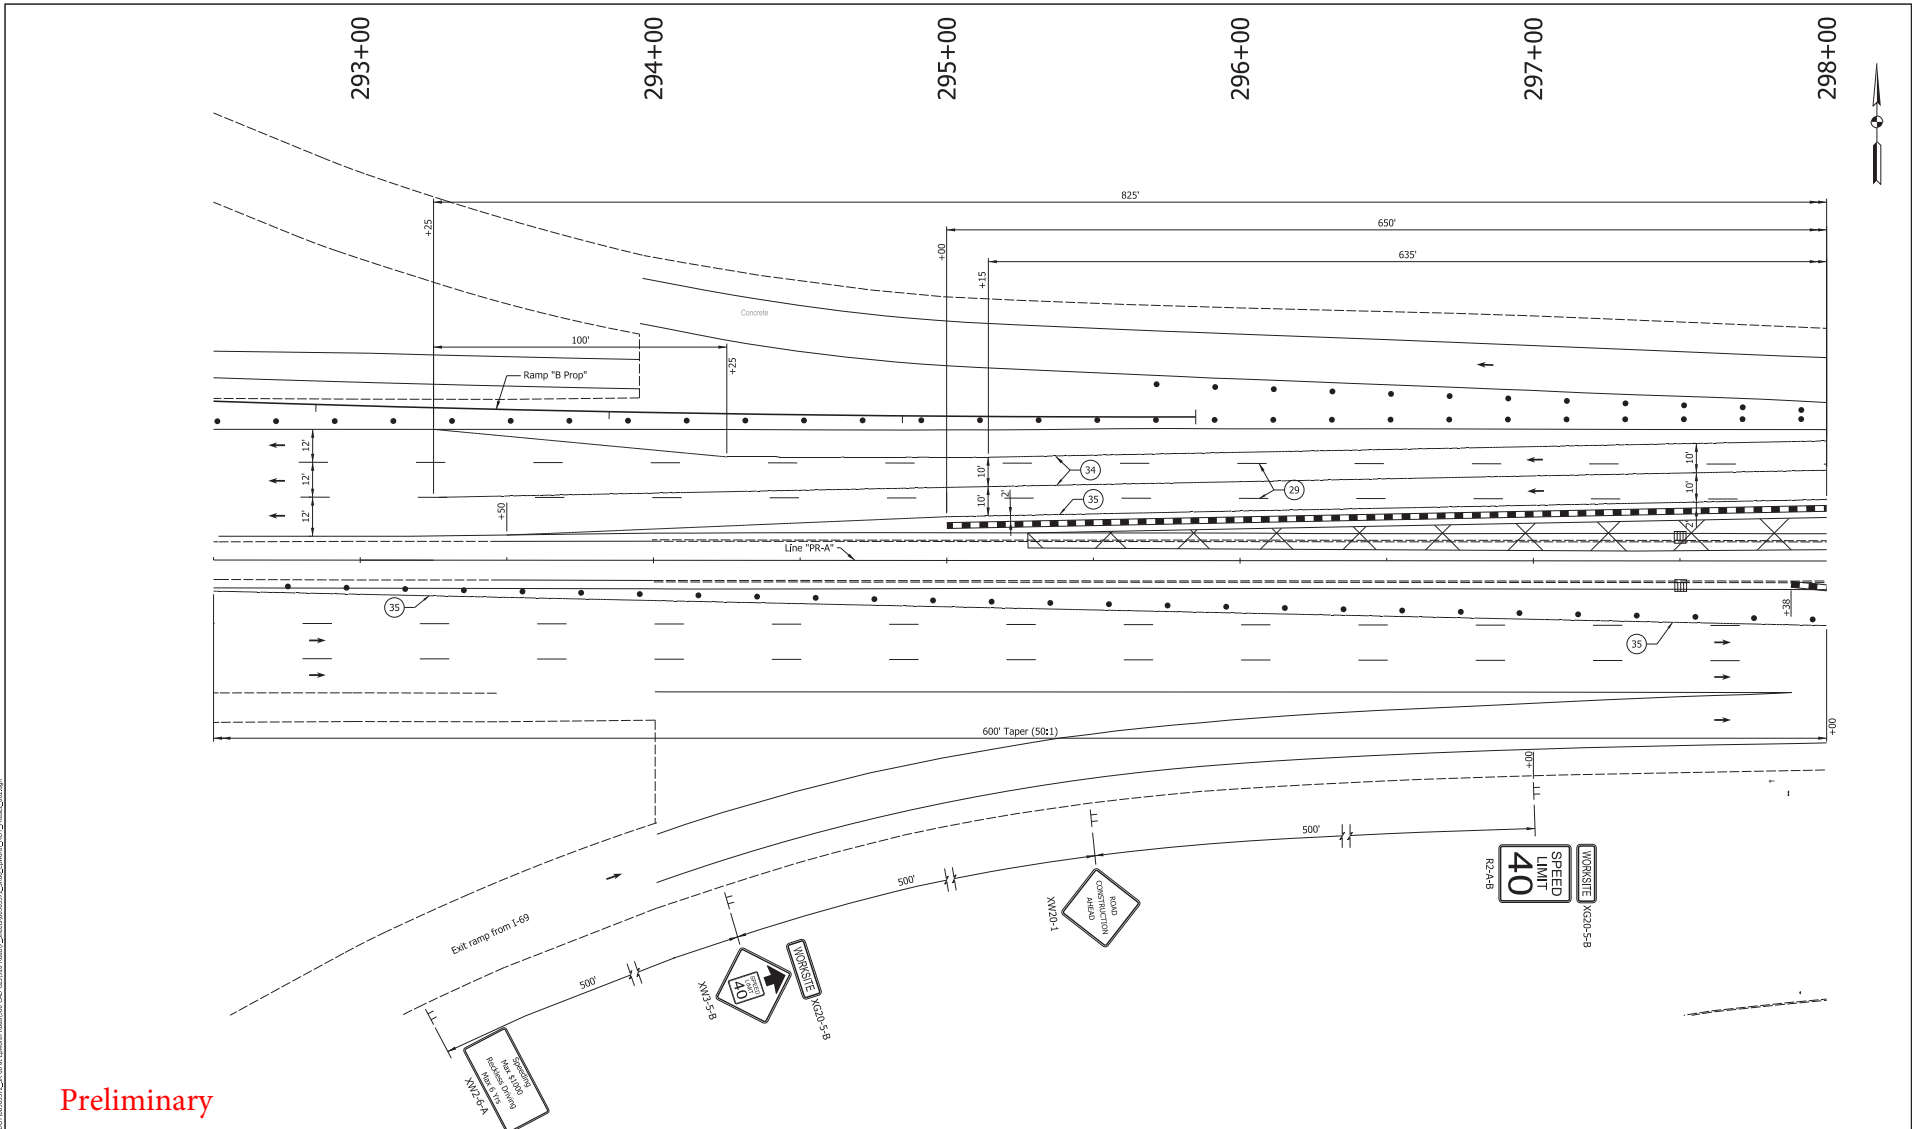 293+00
294+00
295+00
296+00
297+00
298+00
825'
650'
635'
+25
+00
+15
Concrete
100'
+25
Ramp "B Prop"
12'
12'
12'
10'
10'
2'
34
35
29
10'
10'
2'
+50
Line "PR-A"
35
+38
35
600' Taper (50:1)
+00
+00
500'
500'
500'
Exit ramp from I-69
SPEED
LIMIT
40
R2-A-B
WORKSITE
XG20-5-B
ROAD
CONSTRUCTION
AHEAD
XW20-1
WORKSITE
XG20-5-B
SPEED
LIMIT
40
XW3-5-B
Speeding
Max $1000
Reckless Driving
Max 6 Yrs
XW2-6-A
Preliminary